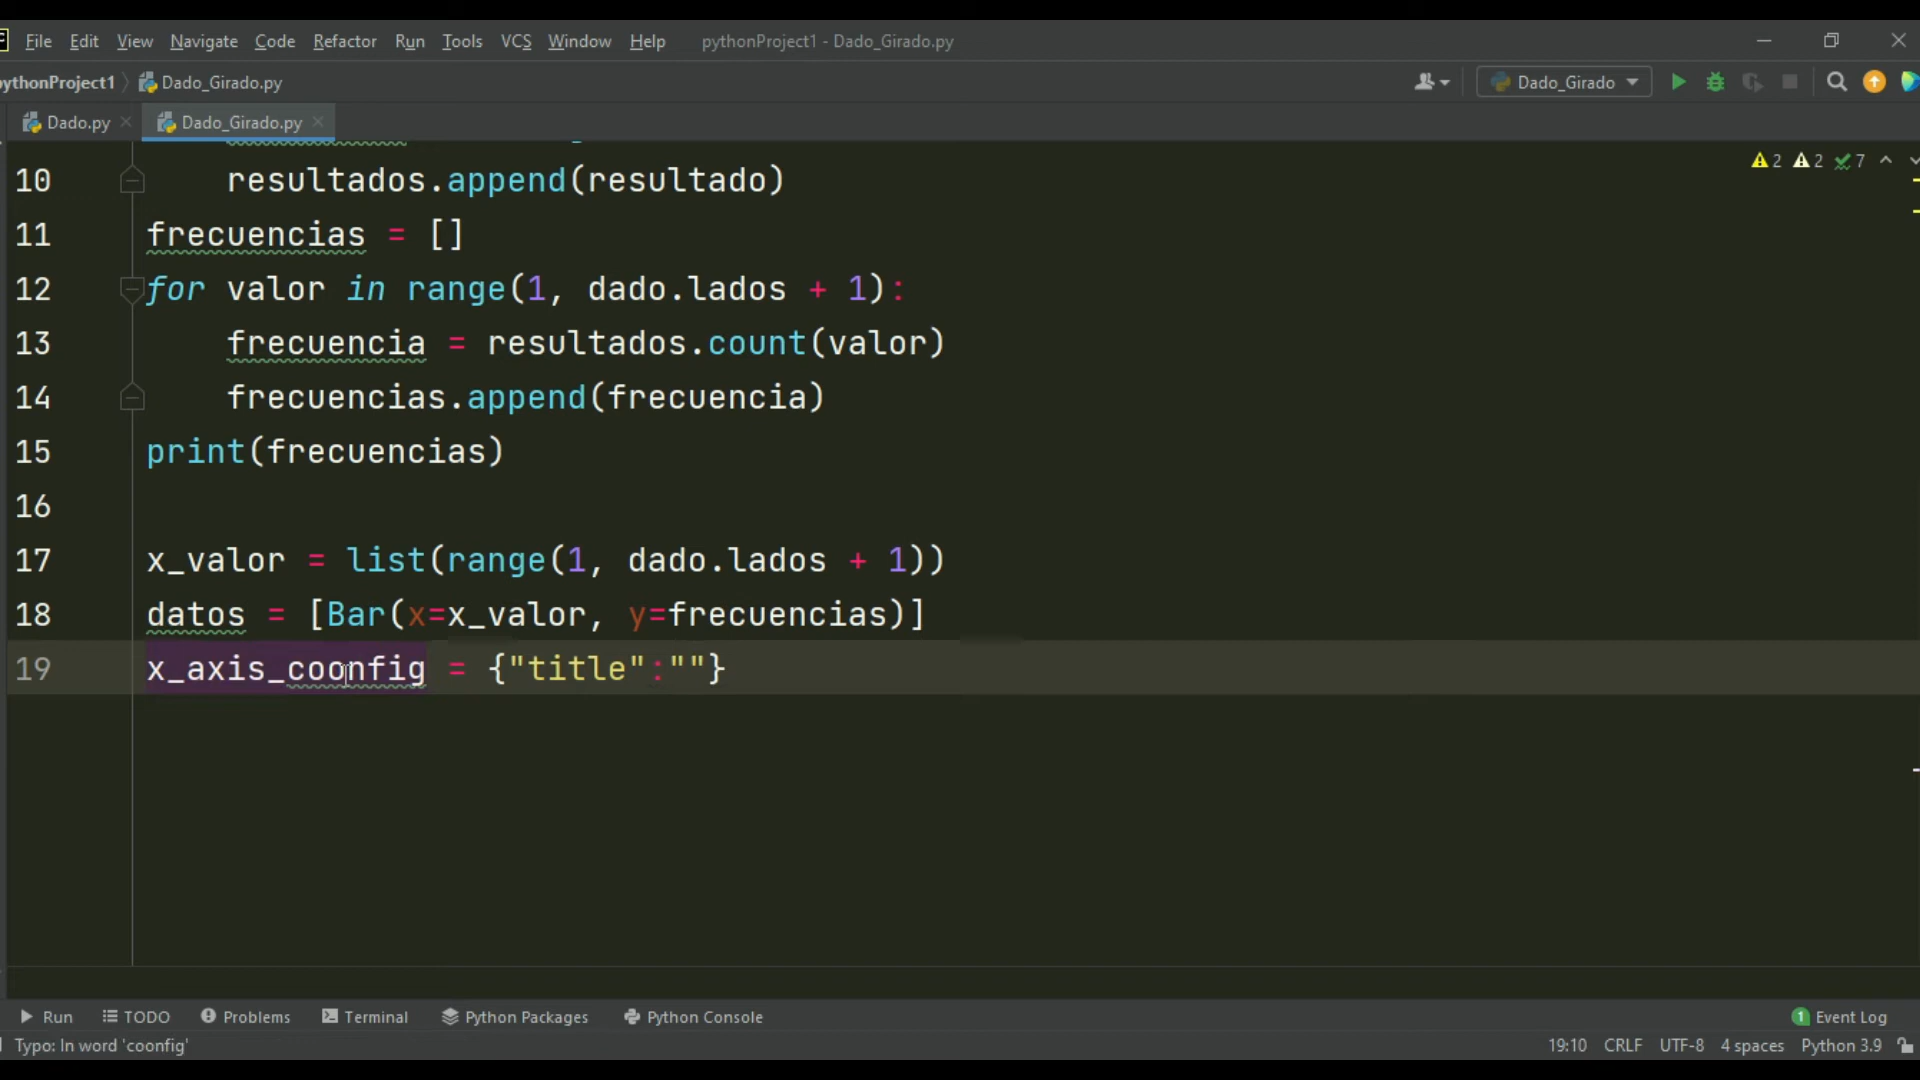 File Edit View Navigate Code Refactor Run Tools VCS Window Help pythonProject1 - Dado_Girado.py
ythonProject1 Dado_Girado.py Dado_Girado
Dado.py Dado_Girado.py
2 2 7
10 resultados.append(resultado)
11 frecuencias = []
12 for valor in range(1, dado.lados + 1):
13 frecuencia = resultados.count(valor)
14 frecuencias.append(frecuencia)
15 print(frecuencias)
16
17 x_valor = list(range(1, dado.lados + 1))
18 datos = [Bar(x=x_valor, y=frecuencias)]
19 x_axis_coonfig = {"title":""}
Run TODO Problems Terminal Python Packages Python Console 1 Event Log
Typo: In word 'coonfig' 19:10 CRLF UTF-8 4 spaces Python 3.9